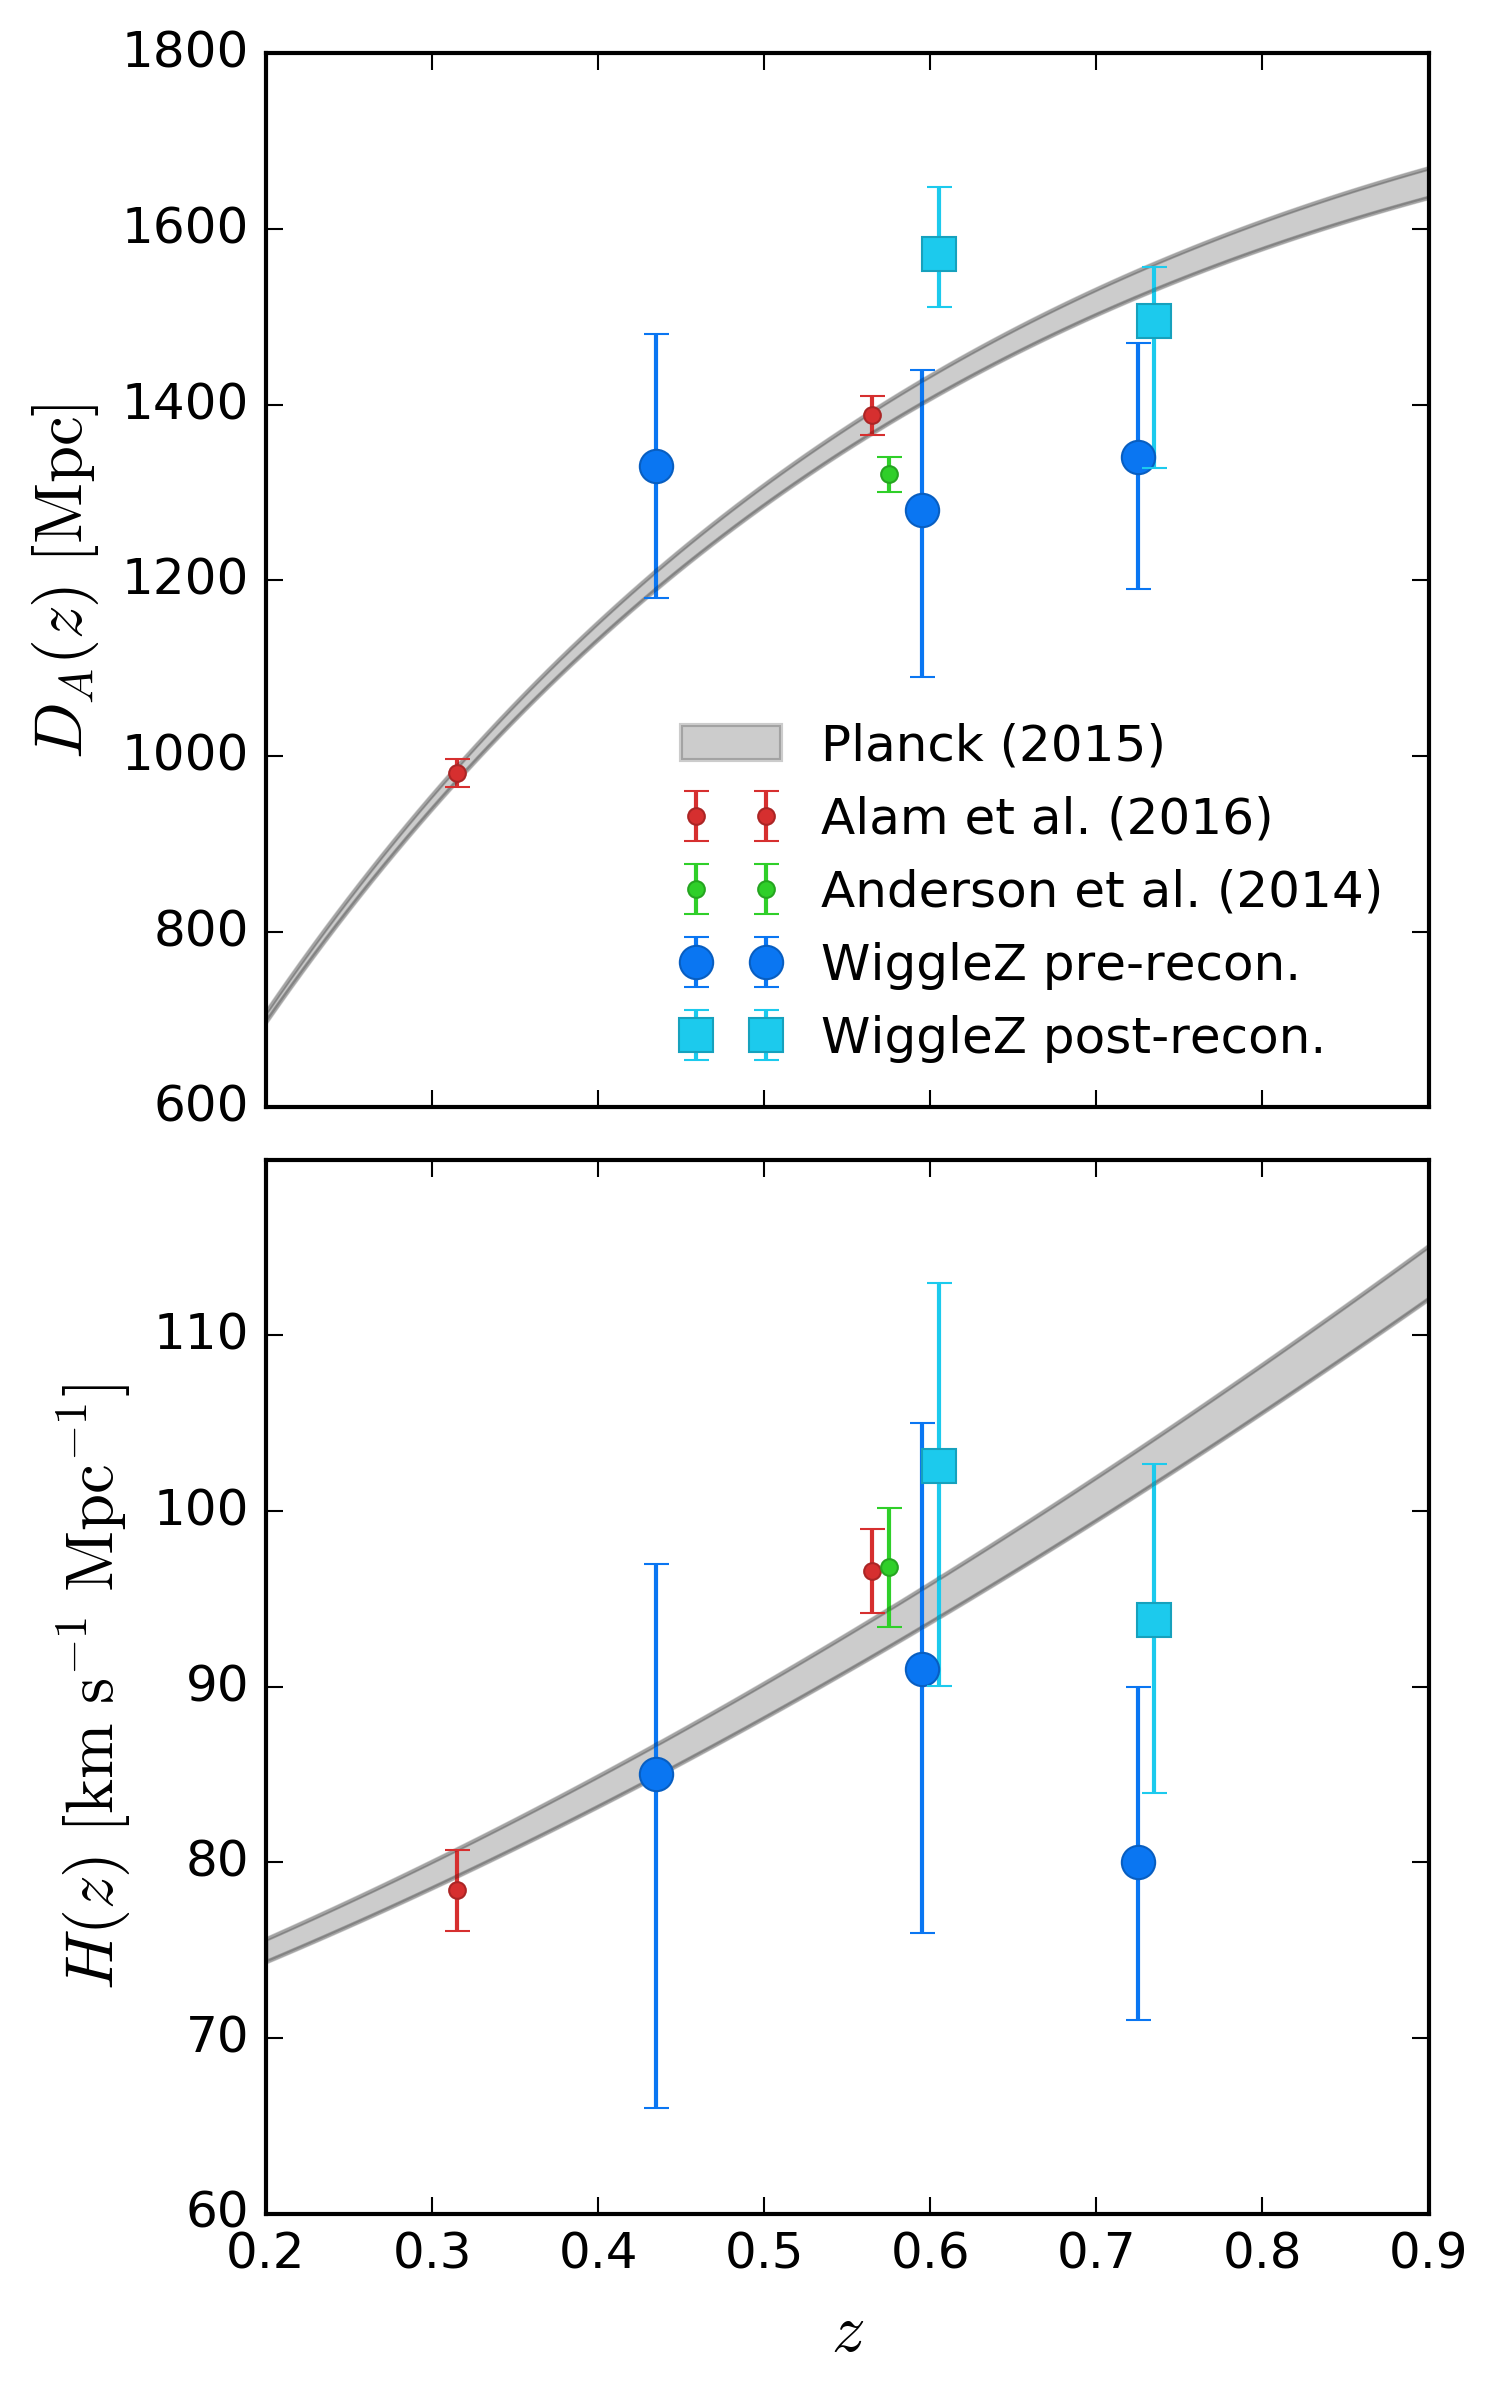 1800
1600
1400
1200
1000
800
600
D_A(z) [Mpc]
Planck (2015)
Alam et al. (2016)
Anderson et al. (2014)
WiggleZ pre-recon.
WiggleZ post-recon.
110
100
90
80
70
60
H(z) [km s⁻¹ Mpc⁻¹]
0.2 0.3 0.4 0.5 0.6 0.7 0.8 0.9
z